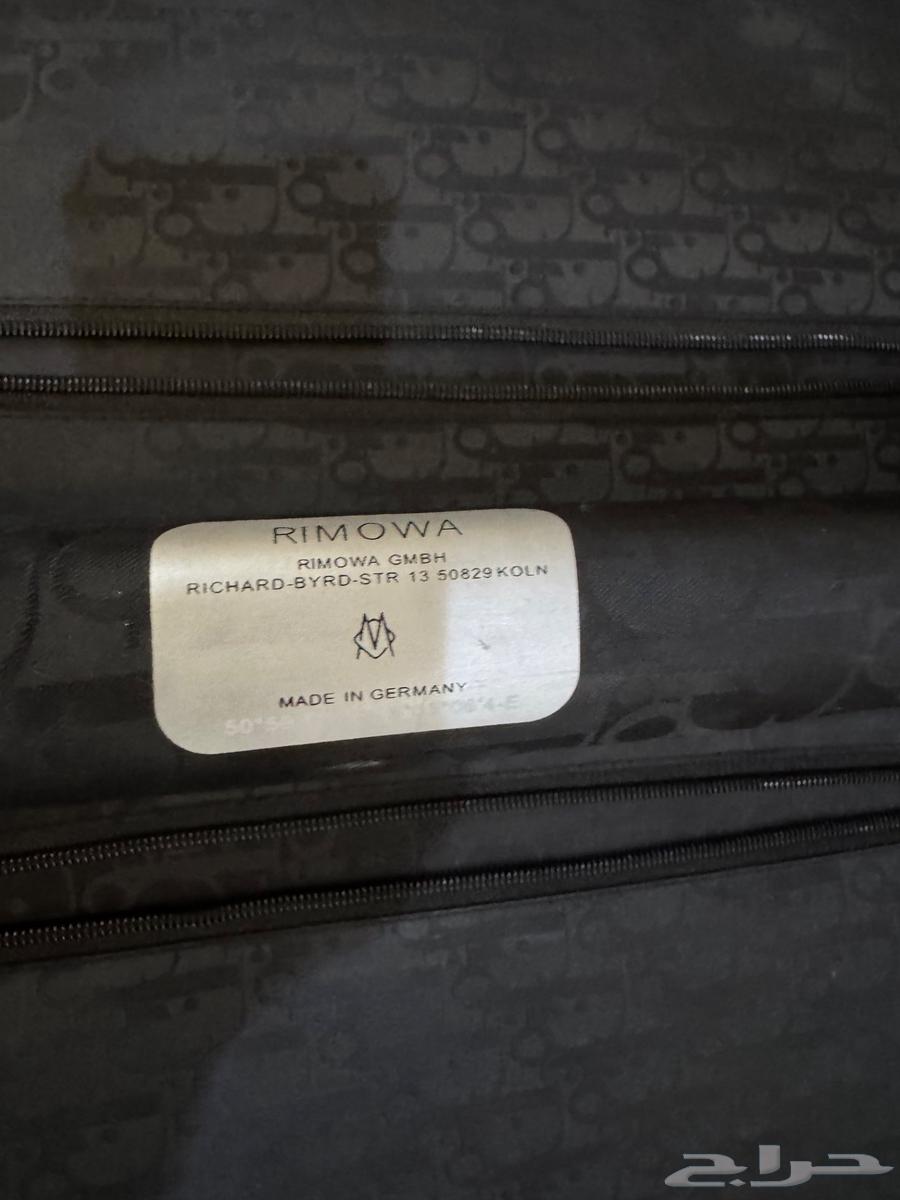 RIMOWA
RIMOWA GMBH
RICHARD-BYRD-STR 13 50829 KOLN
MADE IN GERMANY
حراج